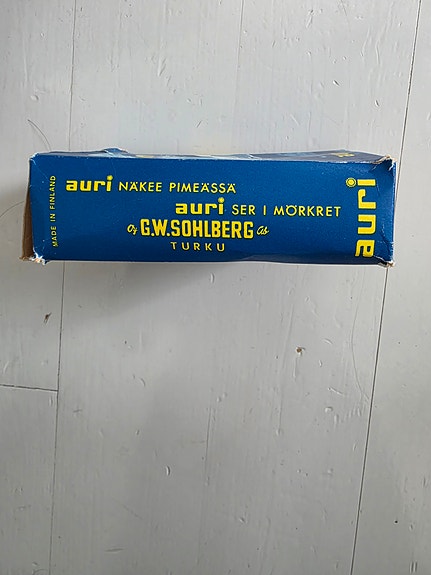 MADE IN FINLAND
auri NÄKEE PIMEÄSSÄ
auri SER I MÖRKRET
Oy G.W.SOHLBERG Ab
TURKU
auri